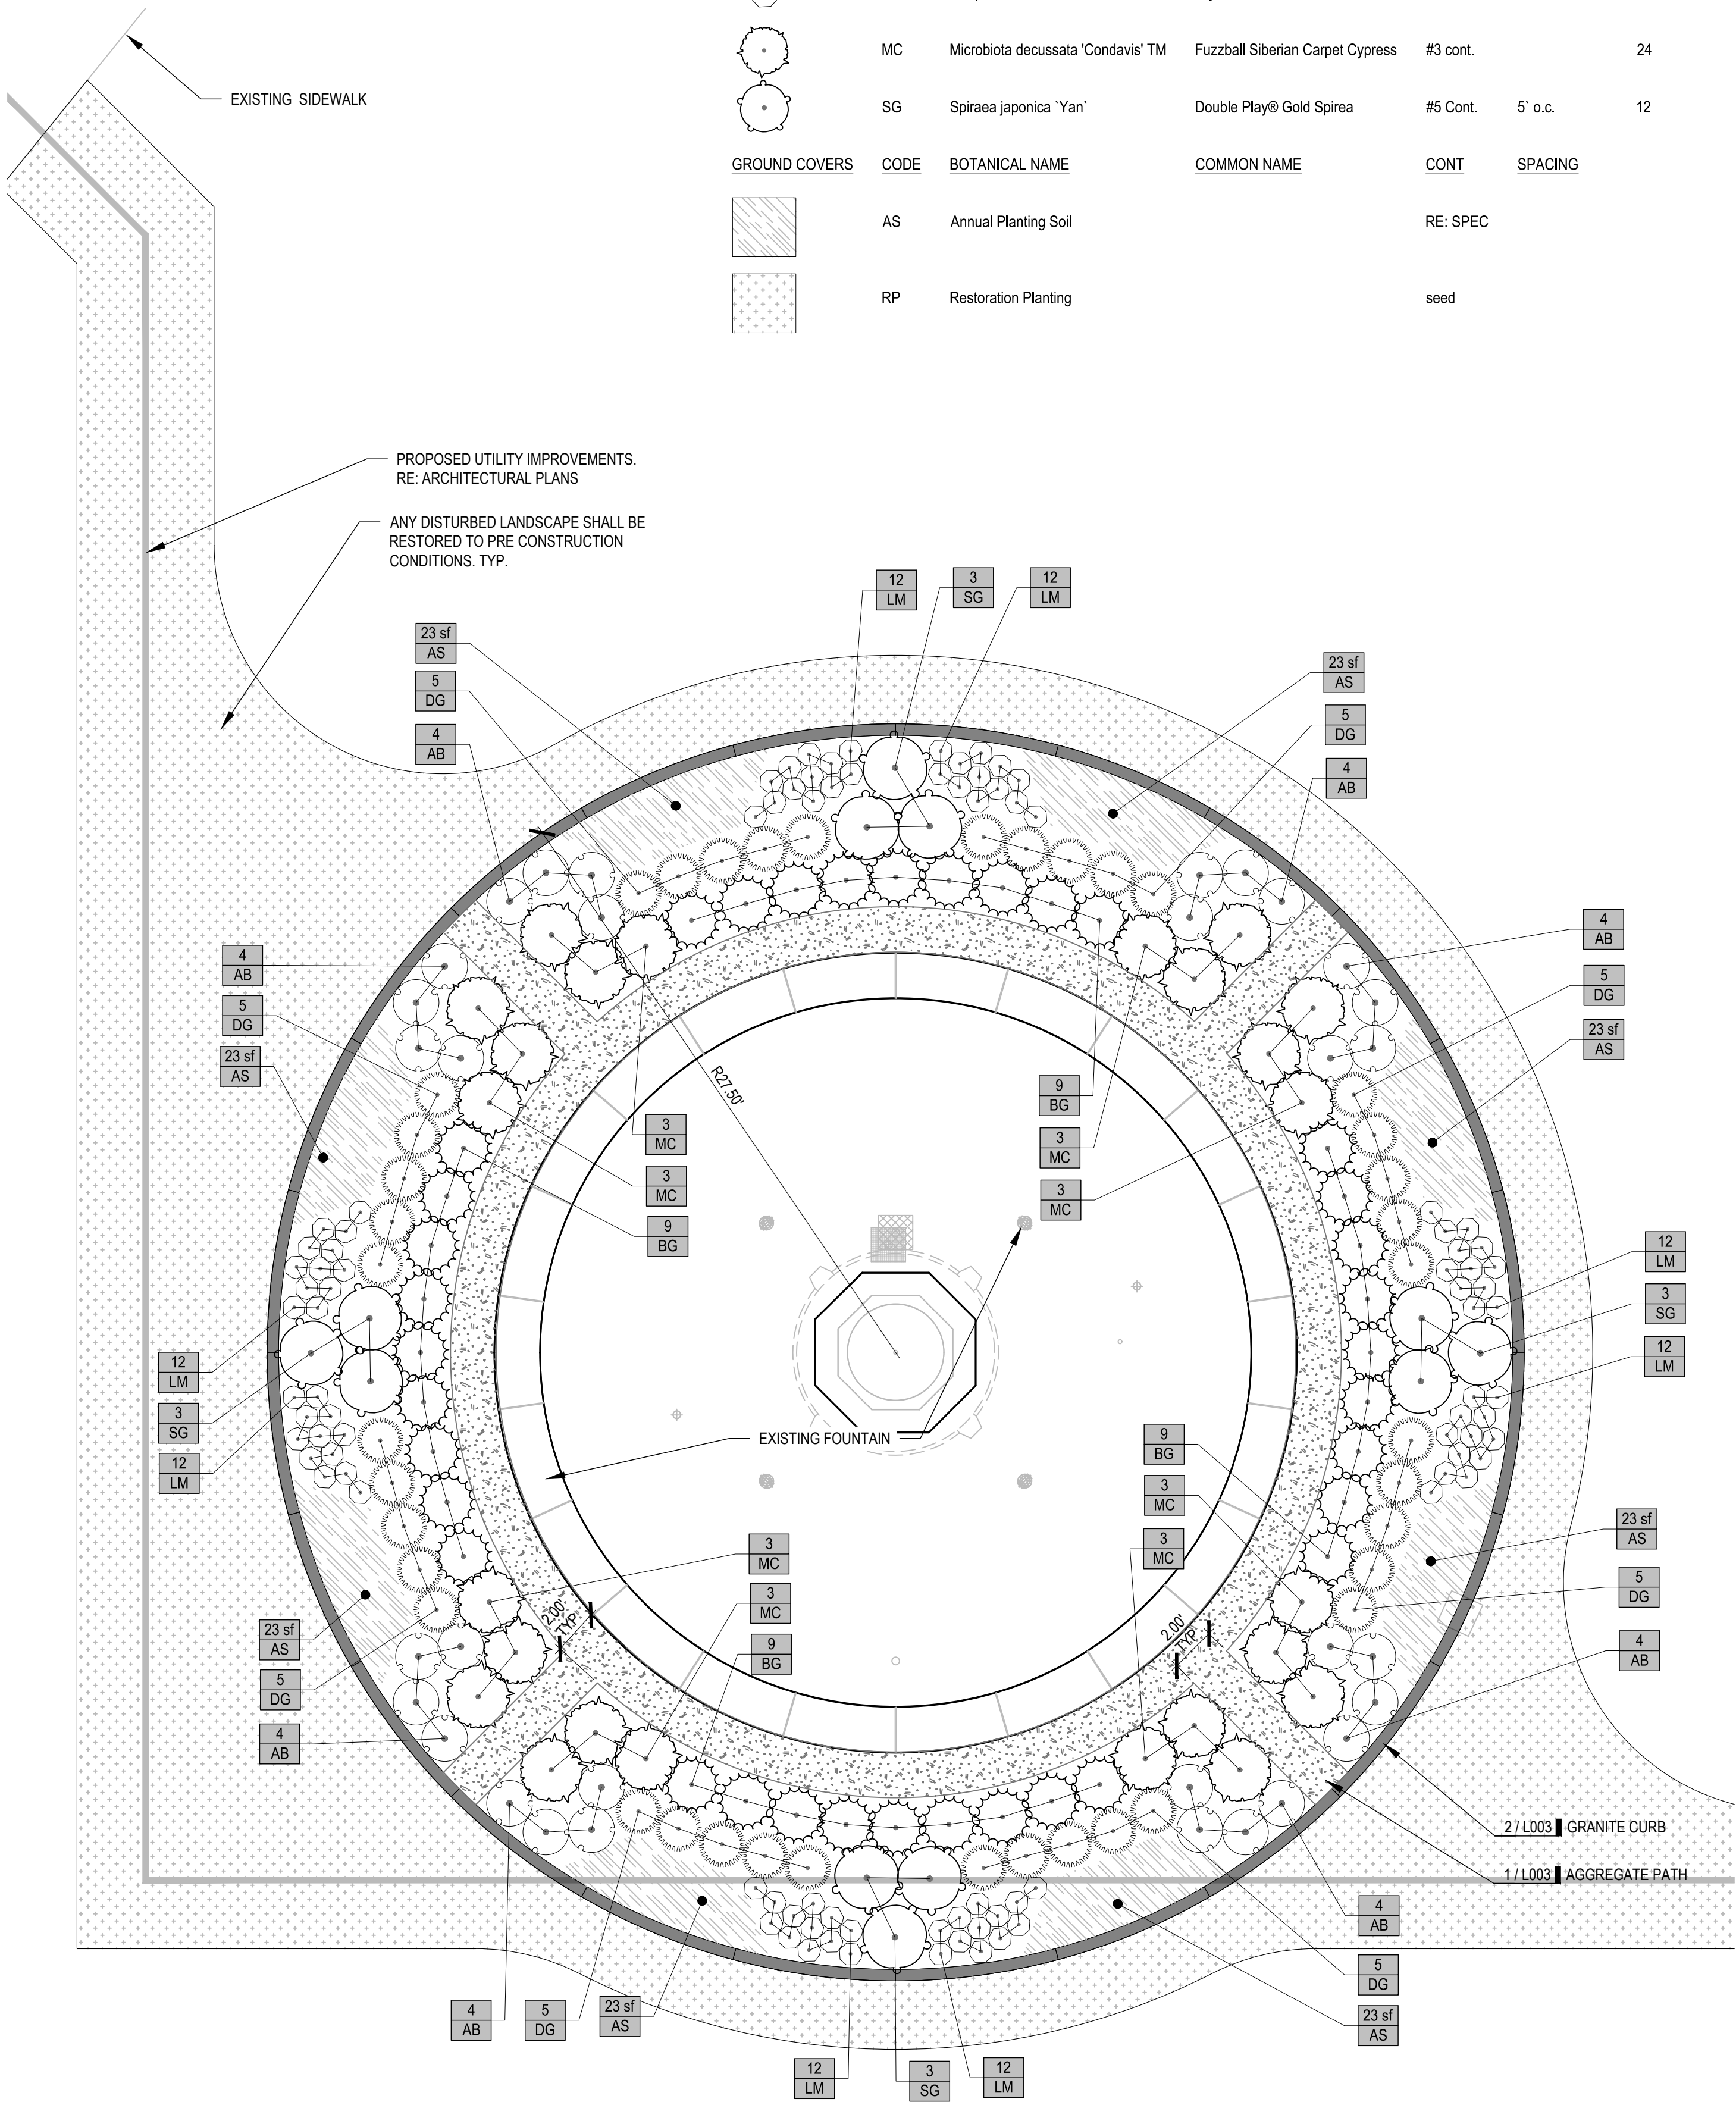 MC Microbiota decussata 'Condavis' TM Fuzzball Siberian Carpet Cypress #3 cont. 24
SG Spiraea japonica `Yan` Double Play® Gold Spirea #5 Cont. 5` o.c. 12
GROUND COVERS CODE BOTANICAL NAME COMMON NAME CONT SPACING
AS Annual Planting Soil RE: SPEC
RP Restoration Planting seed
EXISTING SIDEWALK
PROPOSED UTILITY IMPROVEMENTS.
RE: ARCHITECTURAL PLANS
ANY DISTURBED LANDSCAPE SHALL BE
RESTORED TO PRE CONSTRUCTION
CONDITIONS. TYP.
12
LM
3
SG
12
LM
23 sf
AS
5
DG
4
AB
23 sf
AS
5
DG
4
AB
4
AB
5
DG
23 sf
AS
4
AB
5
DG
23 sf
AS
R27.50'
3
MC
3
MC
9
BG
9
BG
3
MC
3
MC
12
LM
3
SG
12
LM
12
LM
3
SG
12
LM
EXISTING FOUNTAIN
9
BG
3
MC
3
MC
3
MC
3
MC
9
BG
2.00'
TYP
2.00'
TYP
23 sf
AS
5
DG
4
AB
23 sf
AS
5
DG
4
AB
2 / L003 GRANITE CURB
1 / L003 AGGREGATE PATH
4
AB
5
DG
23 sf
AS
4
AB
5
DG
23 sf
AS
12
LM
3
SG
12
LM